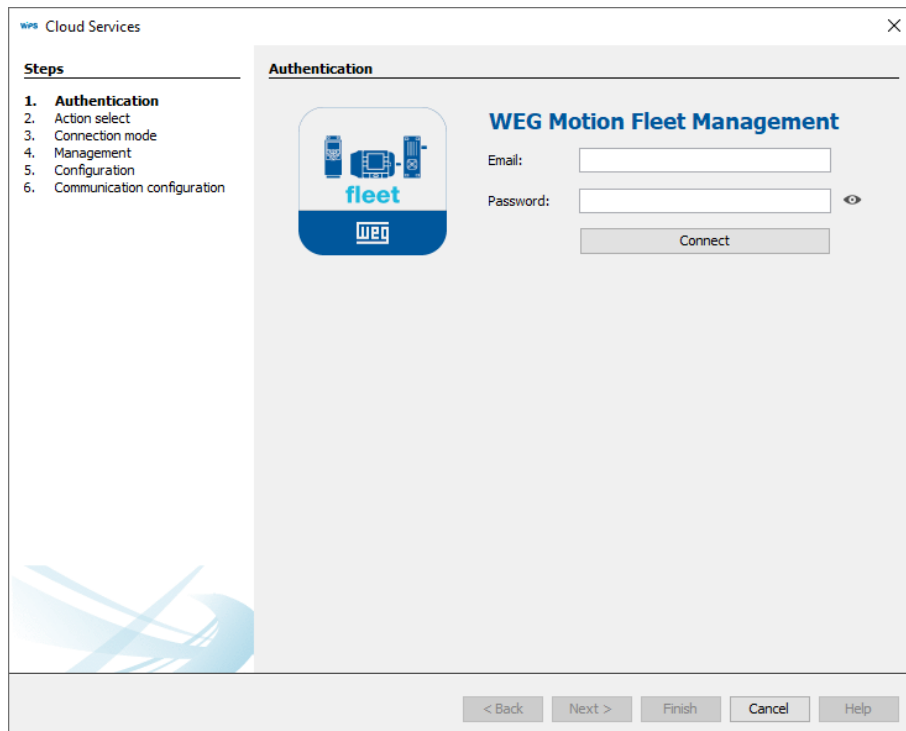 WPS Cloud Services
Steps
1. Authentication
2. Action select
3. Connection mode
4. Management
5. Configuration
6. Communication configuration
Authentication
fleet
WEG
WEG Motion Fleet Management
Email:
Password:
Connect
< Back
Next >
Finish
Cancel
Help